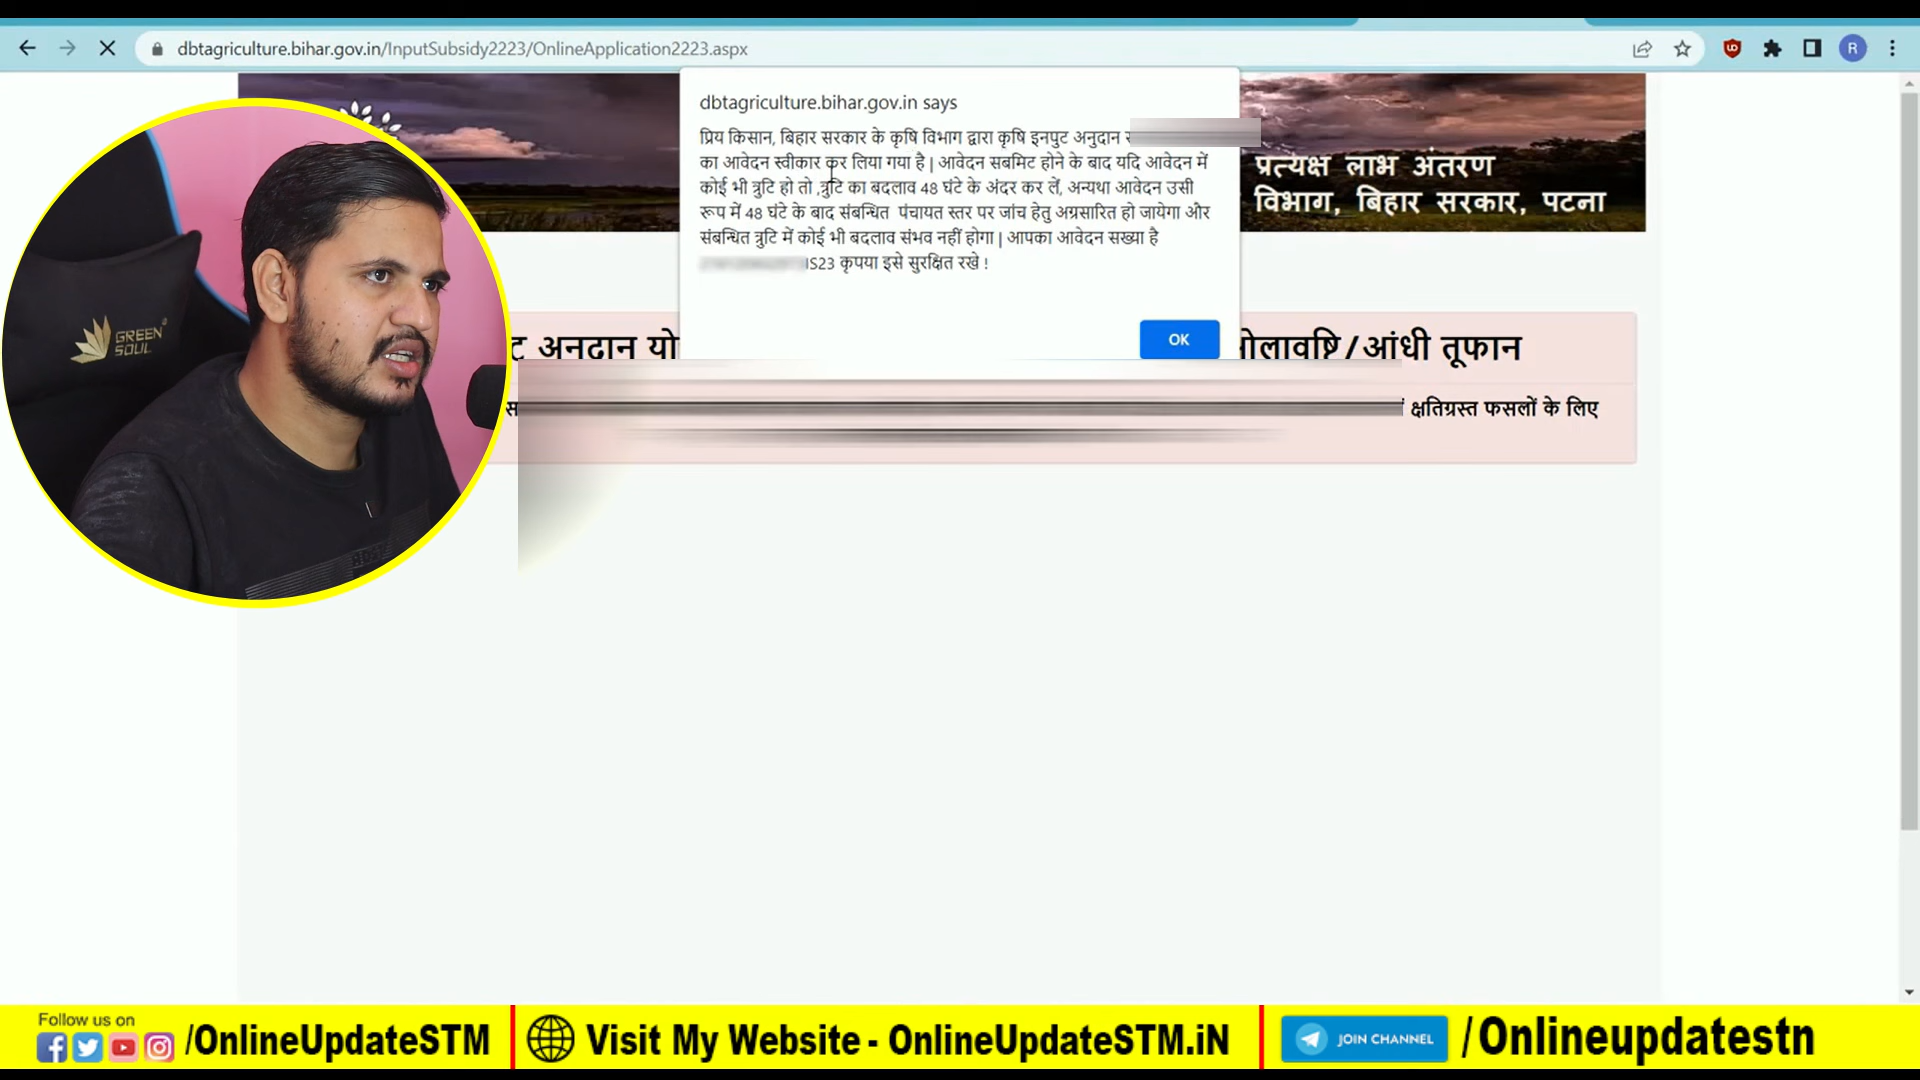 dbtagriculture.bihar.gov.in/InputSubsidy2223/OnlineApplication2223.aspx
R
dbtagriculture.bihar.gov.in says
प्रिय किसान, बिहार सरकार के कृषि विभाग द्वारा कृषि इनपुट अनुदान
का आवेदन स्वीकार कर लिया गया है | आवेदन सबमिट होने के बाद यदि आवेदन में
कोई भी त्रुटि हो तो ,त्रुटि का बदलाव 48 घंटे के अंदर कर लें, अन्यथा आवेदन उसी
रूप में 48 घंटे के बाद संबन्धित पंचायत स्तर पर जांच हेतु अग्रसारित हो जायेगा और
संबन्धित त्रुटि में कोई भी बदलाव संभव नहीं होगा | आपका आवेदन सख्या है
IS23 कृपया इसे सुरक्षित रखे !
OK
प्रत्यक्ष लाभ अंतरण
विभाग, बिहार सरकार, पटना
GREEN
SOUL
अनुदान यो
ओलावृष्टि/आंधी तूफान
क्षतिग्रस्त फसलों के लिए
Follow us on
/OnlineUpdateSTM
Visit My Website - OnlineUpdateSTM.iN
JOIN CHANNEL
/Onlineupdatestn